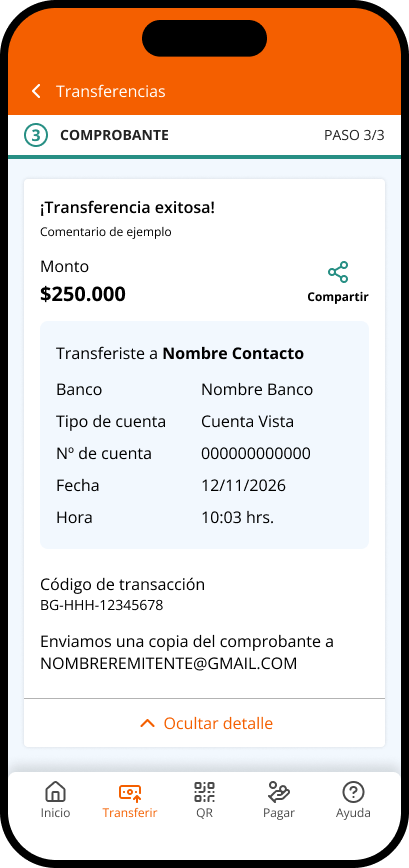 Transferencias
3 COMPROBANTE PASO 3/3
¡Transferencia exitosa!
Comentario de ejemplo
Monto
$250.000
Compartir
Transferiste a Nombre Contacto
Banco Nombre Banco
Tipo de cuenta Cuenta Vista
Nº de cuenta 000000000000
Fecha 12/11/2026
Hora 10:03 hrs.
Código de transacción
BG-HHH-12345678
Enviamos una copia del comprobante a
NOMBREREMITENTE@GMAIL.COM
Ocultar detalle
Inicio Transferir QR Pagar Ayuda